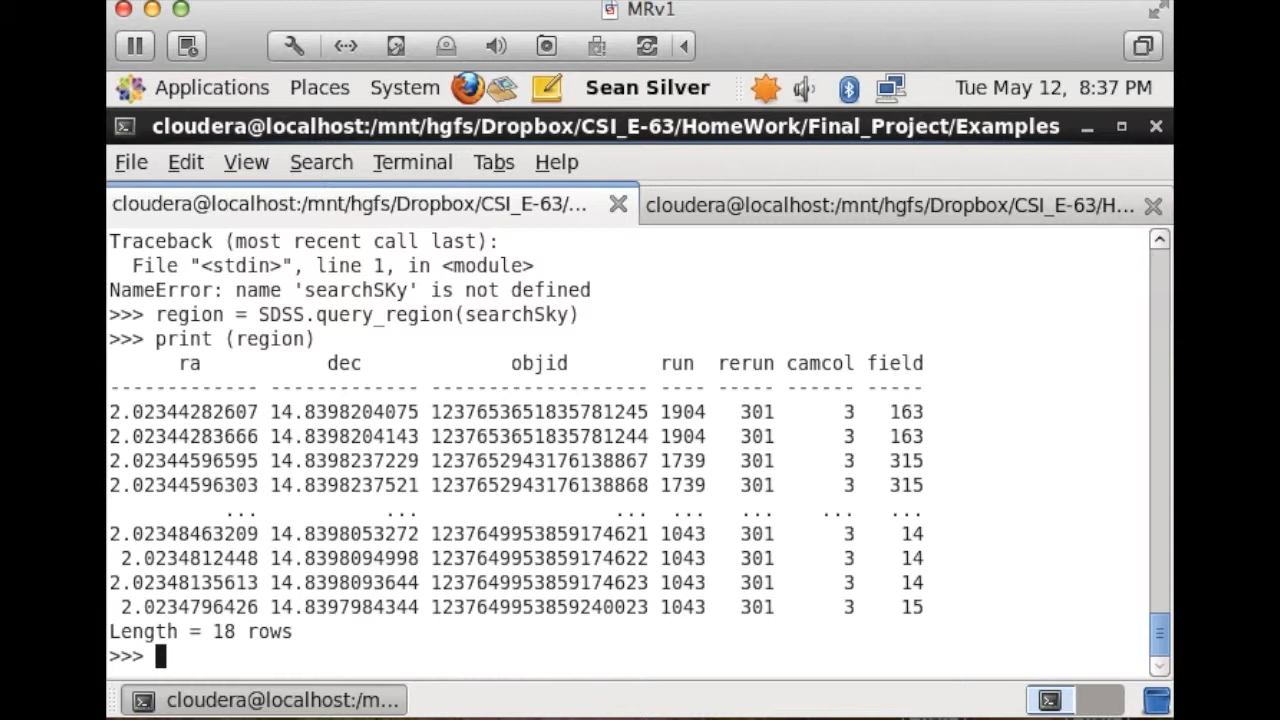 MRv1
Applications Places System Sean Silver Tue May 12, 8:37 PM
cloudera@localhost:/mnt/hgfs/Dropbox/CSI_E-63/HomeWork/Final_Project/Examples
File Edit View Search Terminal Tabs Help
cloudera@localhost:/mnt/hgfs/Dropbox/CSI_E-63/... cloudera@localhost:/mnt/hgfs/Dropbox/CSI_E-63/H...
Traceback (most recent call last):
  File "<stdin>", line 1, in <module>
NameError: name 'searchSKy' is not defined
>>> region = SDSS.query_region(searchSky)
>>> print (region)
      ra            dec               objid         run  rerun camcol field
------------- ------------- ------------------- ---- ----- ------ -----
2.02344282607 14.8398204075 1237653651835781245 1904   301      3   163
2.02344283666 14.8398204143 1237653651835781244 1904   301      3   163
2.02344596595 14.8398237229 1237652943176138867 1739   301      3   315
2.02344596303 14.8398237521 1237652943176138868 1739   301      3   315
          ...           ...                 ...  ...   ...    ...   ...
2.02348463209 14.8398053272 1237649953859174621 1043   301      3    14
 2.0234812448 14.8398094998 1237649953859174622 1043   301      3    14
2.02348135613 14.8398093644 1237649953859174623 1043   301      3    14
 2.0234796426 14.8397984344 1237649953859240023 1043   301      3    15
Length = 18 rows
>>>
cloudera@localhost:/m...